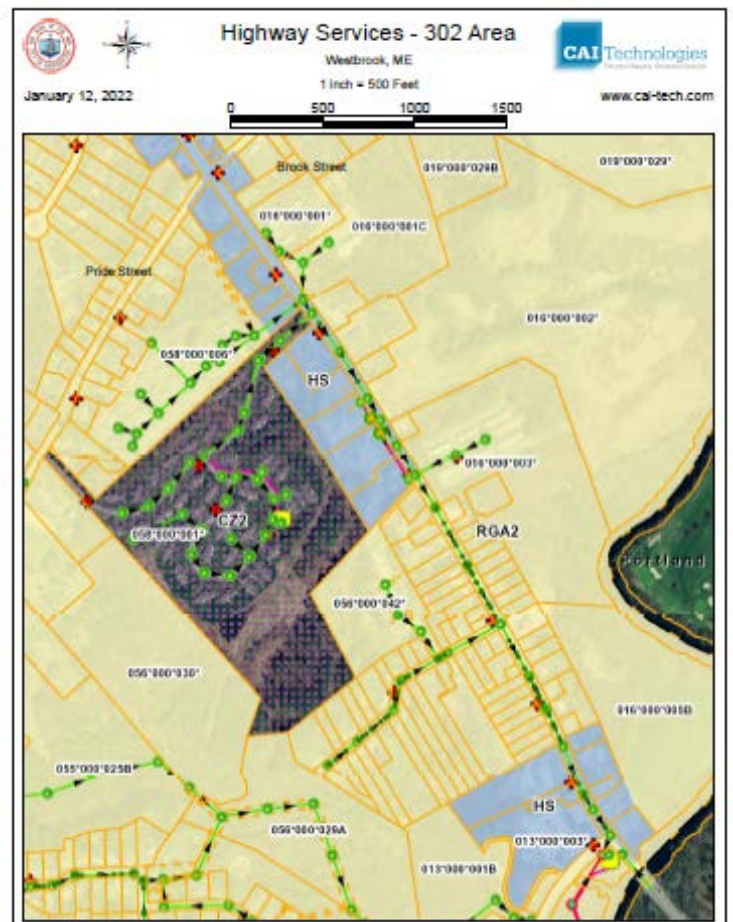 Highway Services - 302 Area
Westbrook, ME
1 inch = 500 Feet
January 12, 2022
CAI Technologies
www.cai-tech.com
0 500 1000 1500
Brook Street
019*000*029B
019*000*029*
016*000*001*
016*000*001C
Pride Street
016*000*002*
058*000*006*
HS
016*000*003*
CZ2
058*000*001*
RGA2
Portland
056*000*042*
056*000*030*
016*000*005B
055*000*025B
HS
056*000*029A
013*000*003*
013*000*001B